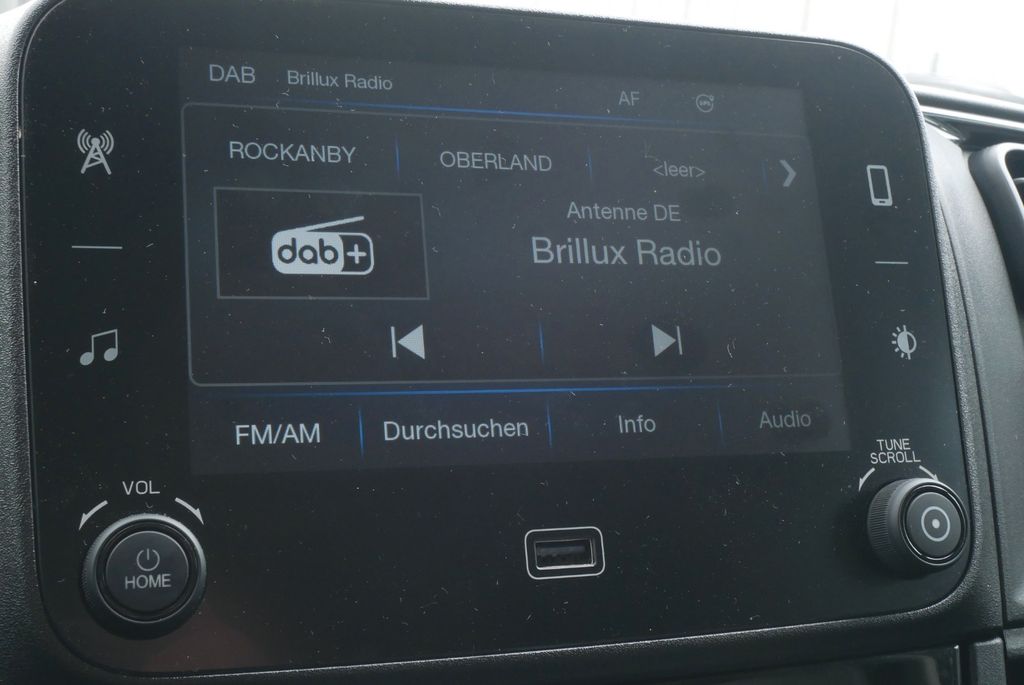 DAB Brillux Radio AF
ROCKANBY OBERLAND <leer>
Antenne DE
dab+ Brillux Radio
FM/AM Durchsuchen Info Audio
TUNE
SCROLL
VOL
HOME